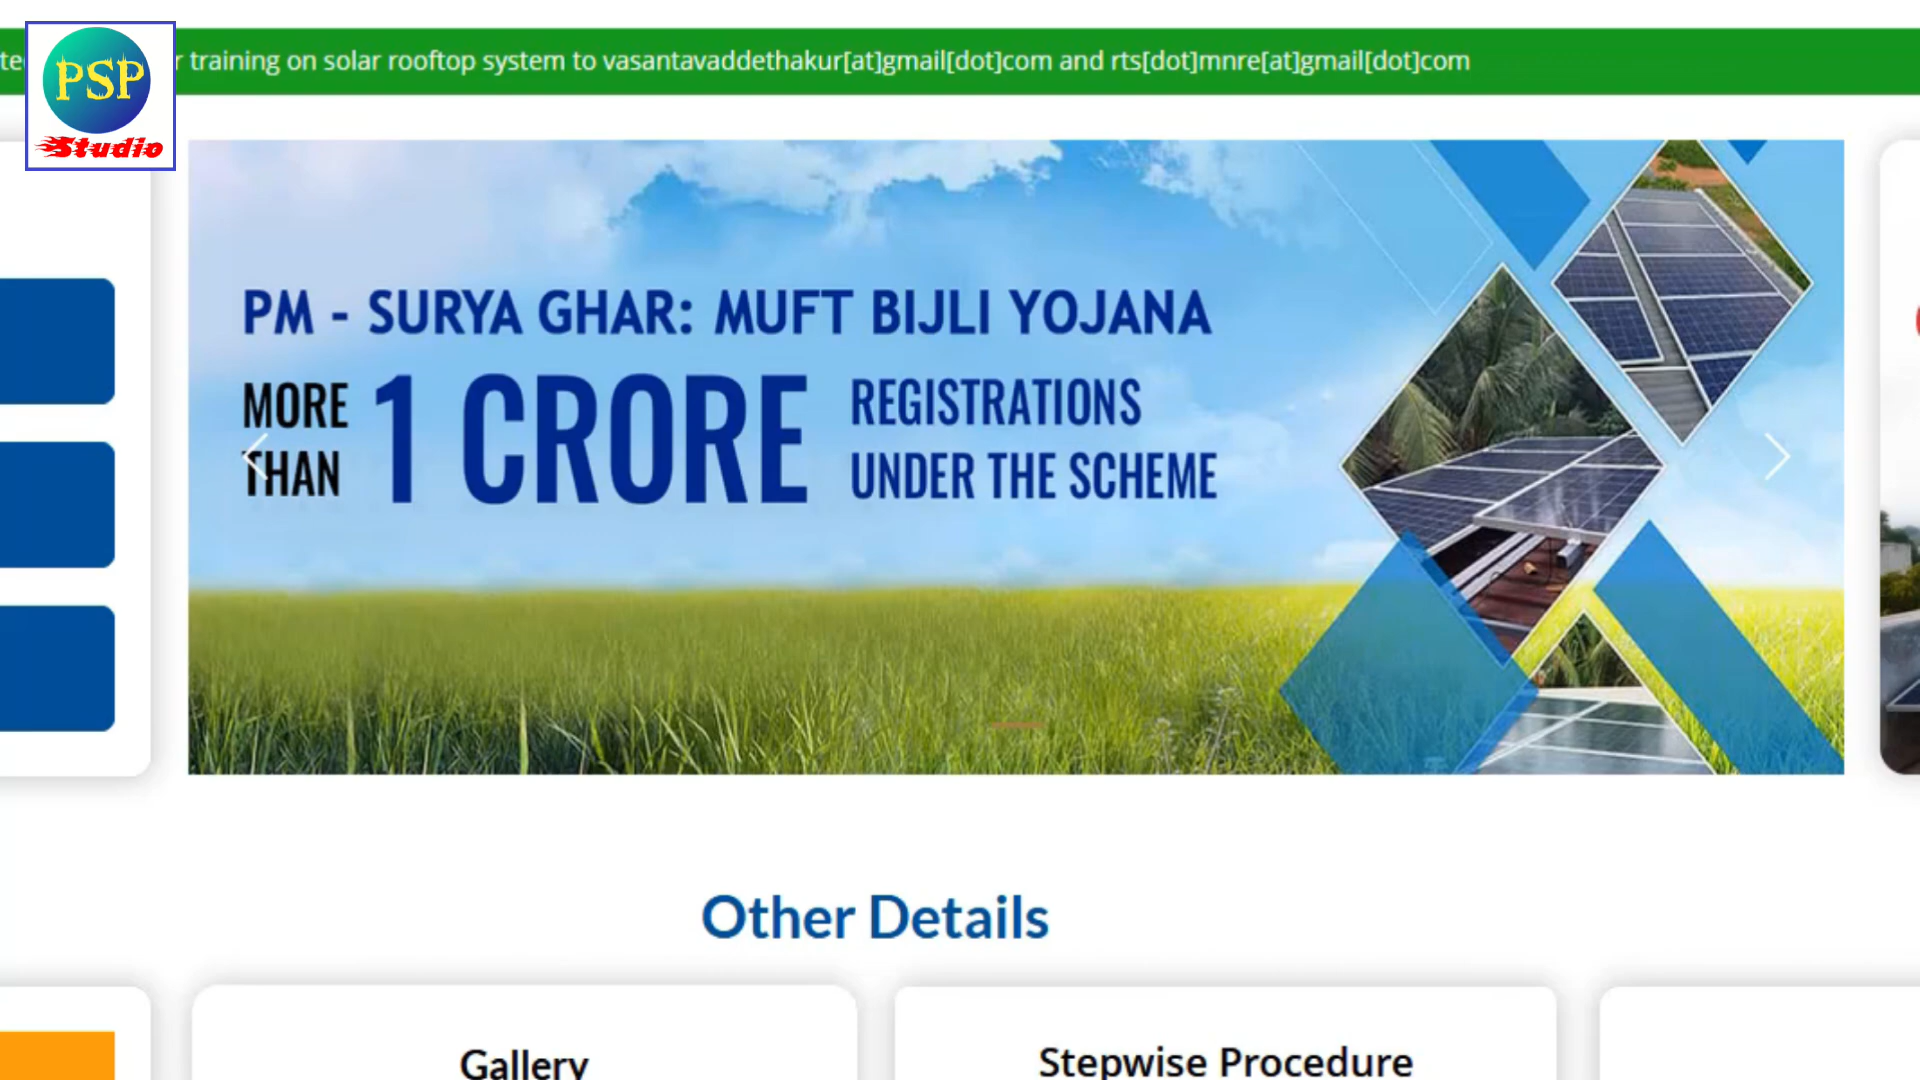 PSP
Studio
r training on solar rooftop system to vasantavaddethakur[at]gmail[dot]com and rts[dot]mnre[at]gmail[dot]com
PM - SURYA GHAR: MUFT BIJLI YOJANA
MORE THAN 1 CRORE REGISTRATIONS UNDER THE SCHEME
Other Details
Gallery
Stepwise Procedure